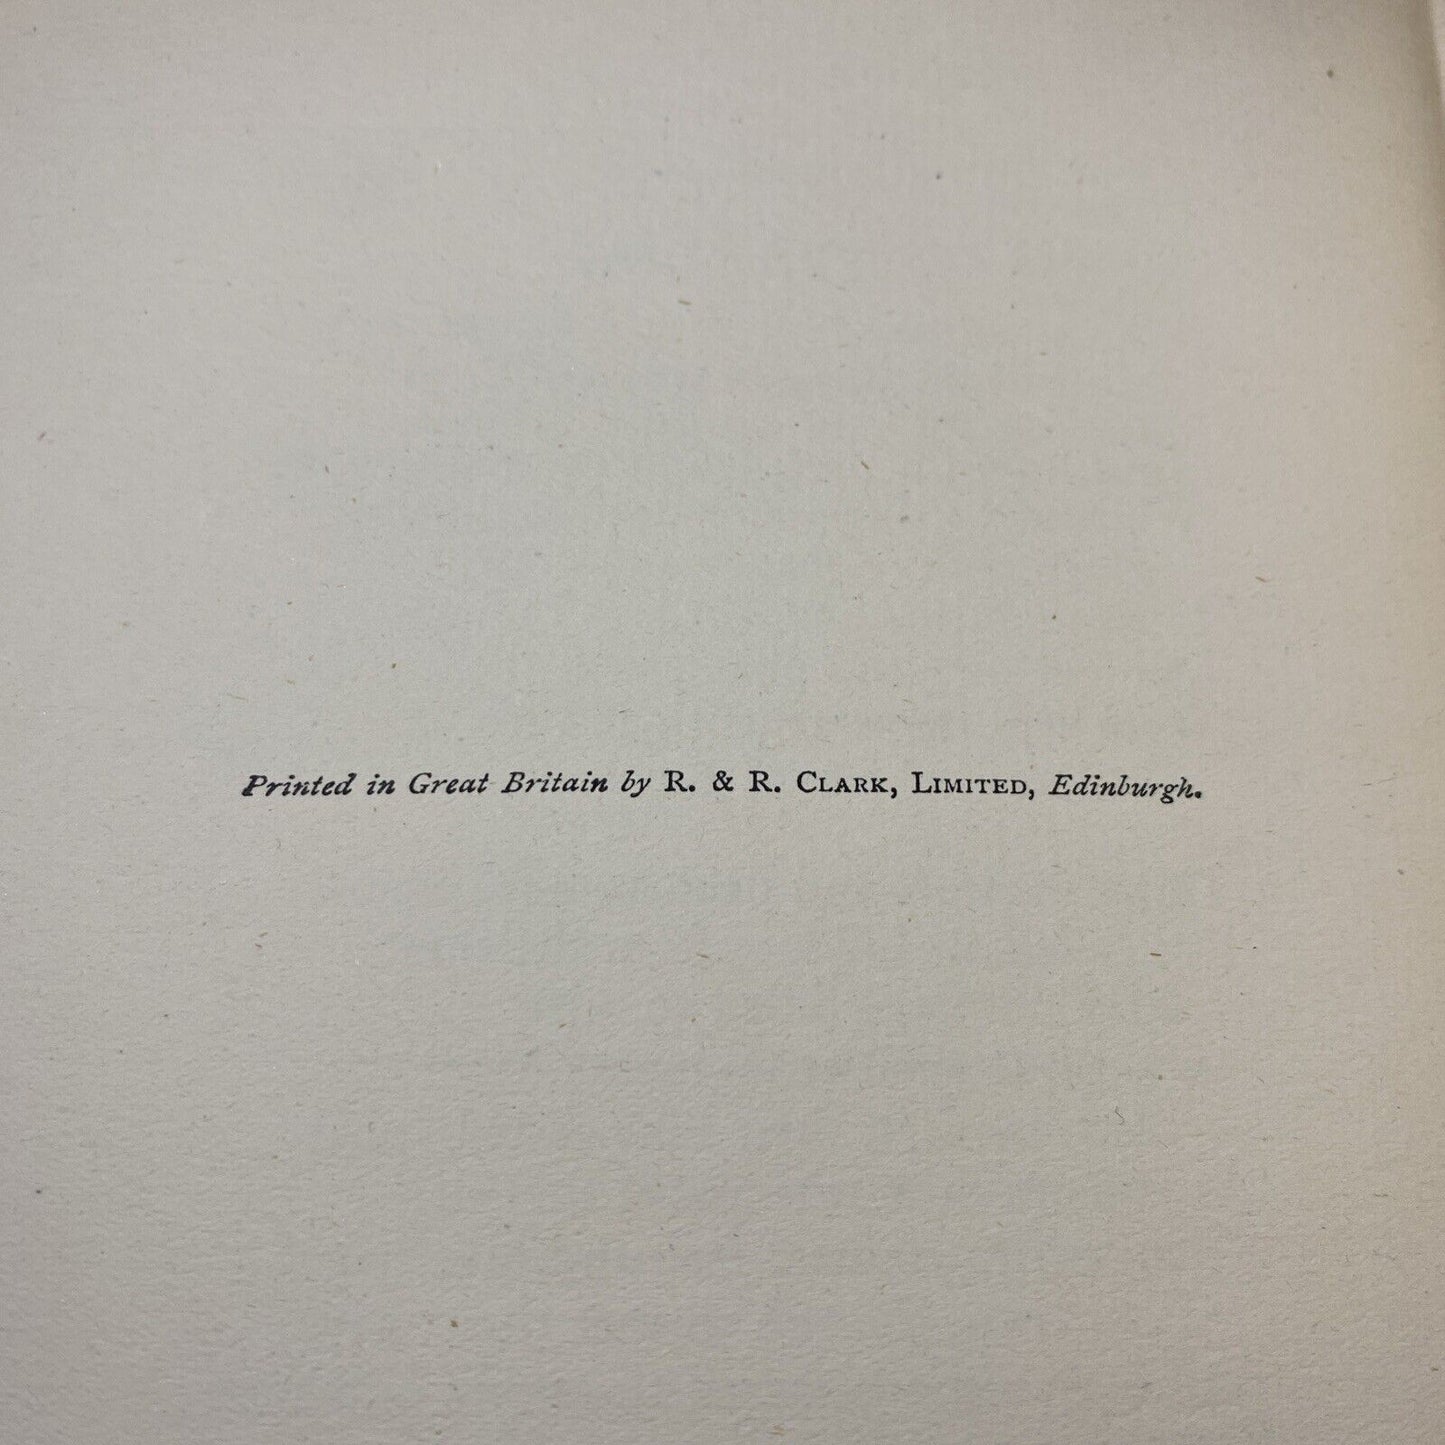 Printed in Great Britain by R. & R. CLARK, LIMITED, Edinburgh.